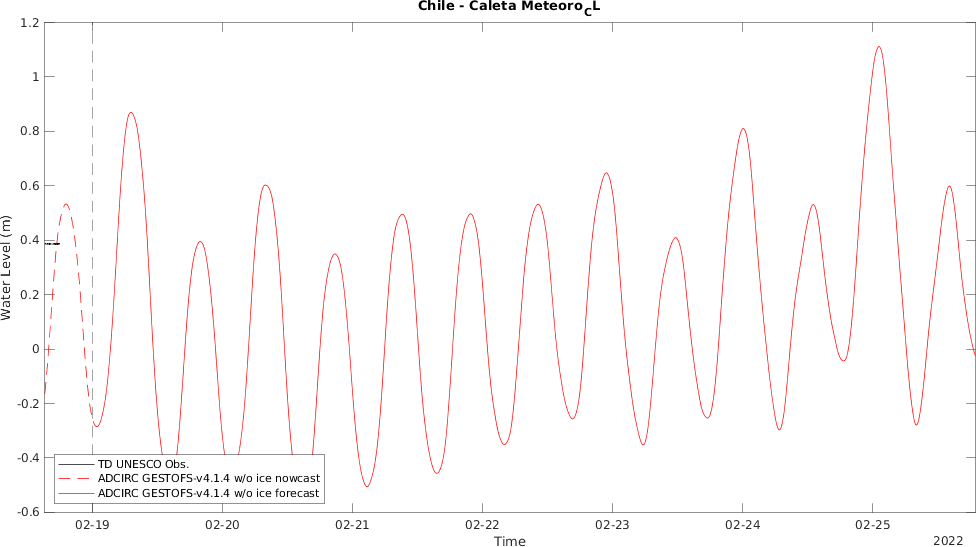 Chile - Caleta Meteoro_CL
1.2
1
0.8
0.6
0.4
0.2
0
-0.2
-0.4
-0.6
Water Level (m)
TD UNESCO Obs.
ADCIRC GESTOFS-v4.1.4 w/o ice nowcast
ADCIRC GESTOFS-v4.1.4 w/o ice forecast
02-19 02-20 02-21 02-22 02-23 02-24 02-25
Time
2022